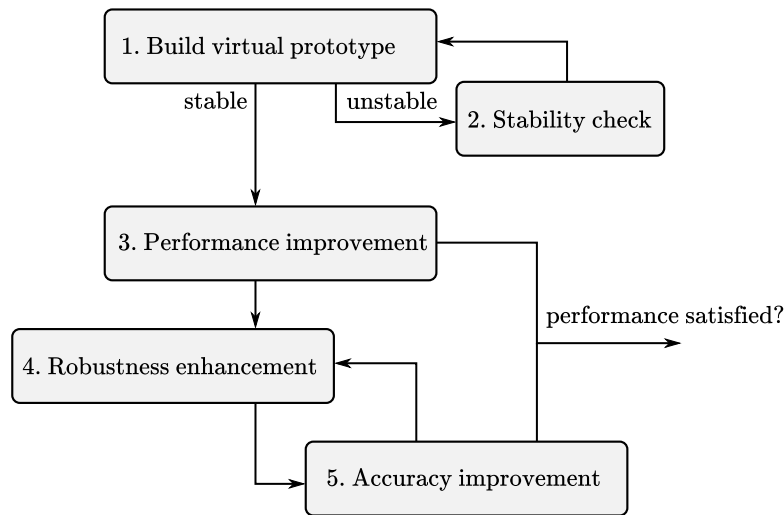 1. Build virtual prototype
stable
unstable
2. Stability check
3. Performance improvement
performance satisfied?
4. Robustness enhancement
5. Accuracy improvement